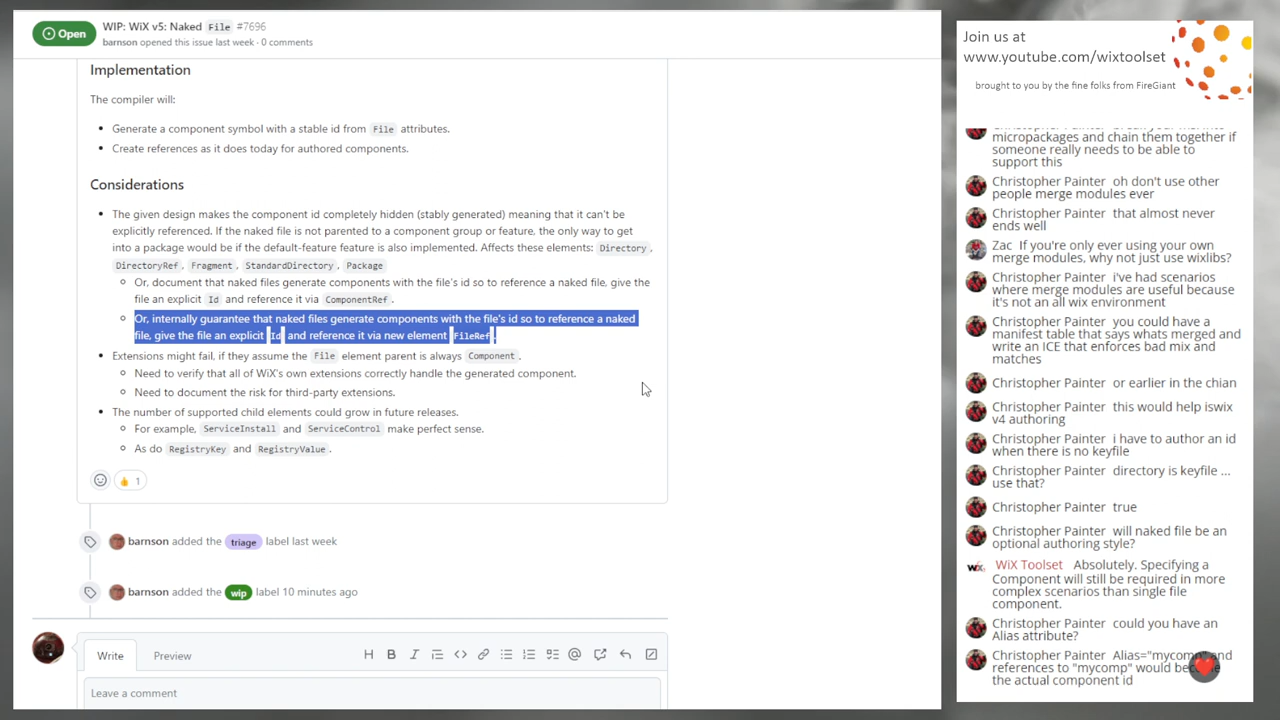 Open
WIP: WiX v5: Naked File #7696
barnson opened this issue last week · 0 comments
Implementation
The compiler will:
• Generate a component symbol with a stable id from File attributes.
• Create references as it does today for authored components.
Considerations
• The given design makes the component id completely hidden (stably generated) meaning that it can't be
explicitly referenced. If the naked file is not parented to a component group or feature, the only way to get
into a package would be if the default-feature feature is also implemented. Affects these elements: Directory,
DirectoryRef, Fragment, StandardDirectory, Package
Or, document that naked files generate components with the file's id so to reference a naked file, give the
file an explicit Id and reference it via ComponentRef.
Or, internally guarantee that naked files generate components with the file's id so to reference a naked
file, give the file an explicit Id and reference it via new element FileRef.
• Extensions might fail, if they assume the File element parent is always Component.
Need to verify that all of WiX's own extensions correctly handle the generated component.
Need to document the risk for third-party extensions.
• The number of supported child elements could grow in future releases.
For example, ServiceInstall and ServiceControl make perfect sense.
As do RegistryKey and RegistryValue.
👍 1
barnson added the triage label last week
barnson added the wip label 10 minutes ago
Write Preview
Leave a comment
Join us at
www.youtube.com/wixtoolset
brought to you by the fine folks from FireGiant
micropackages and chain them together if
someone really needs to be able to
support this
Christopher Painter oh don't use other
people merge modules ever
Christopher Painter that almost never
ends well
Zac If you're only ever using your own
merge modules, why not just use wixlibs?
Christopher Painter i've had scenarios
where merge modules are useful because
it's not an all wix environment
Christopher Painter you could have a
manifest table that says whats merged and
write an ICE that enforces bad mix and
matches
Christopher Painter or earlier in the chian
Christopher Painter this would help iswix
v4 authoring
Christopher Painter i have to author an id
when there is no keyfile
Christopher Painter directory is keyfile ...
use that?
Christopher Painter true
Christopher Painter will naked file be an
optional authoring style?
WiX Toolset Absolutely. Specifying a
Component will still be required in more
complex scenarios than single file
component.
Christopher Painter could you have an
Alias attribute?
Christopher Painter Alias="mycomp" and
references to "mycomp" would become
the actual component id